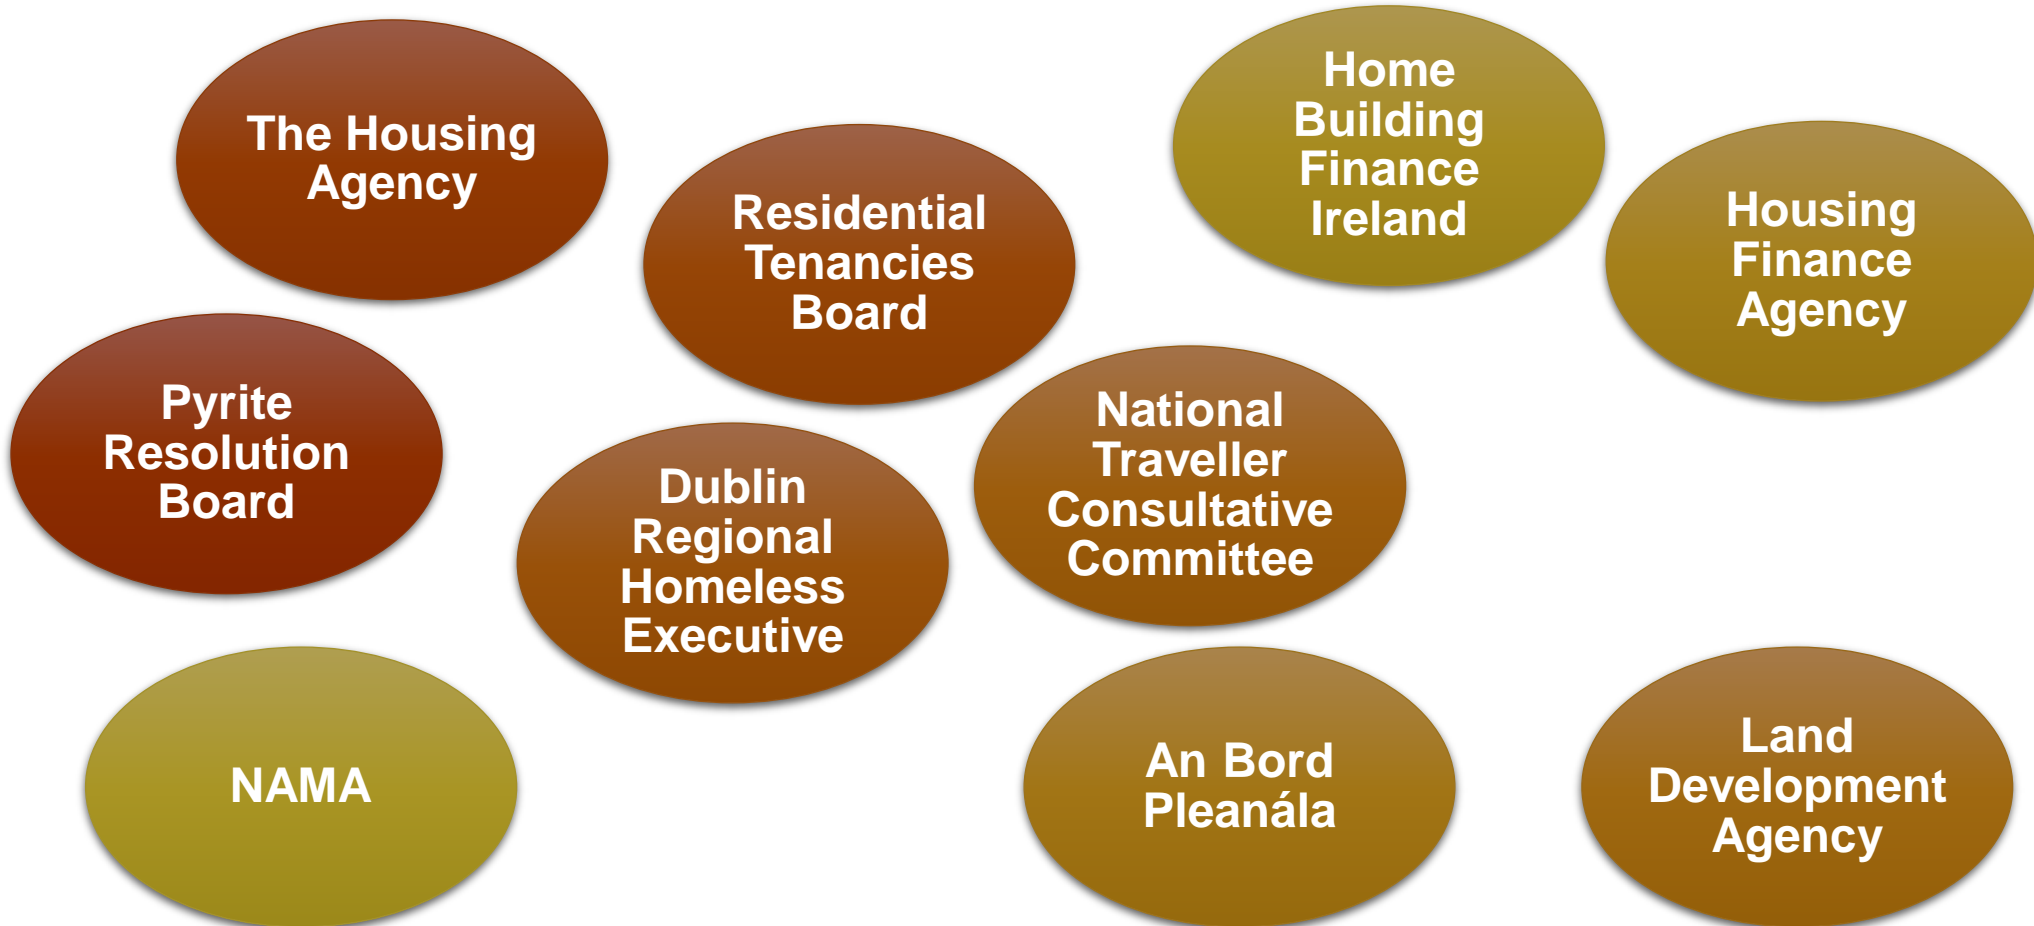 The Housing
Agency
Residential
Tenancies
Board
Home
Building
Finance
Ireland
Housing
Finance
Agency
Pyrite
Resolution
Board
Dublin
Regional
Homeless
Executive
National
Traveller
Consultative
Committee
NAMA
An Bord
Pleanála
Land
Development
Agency